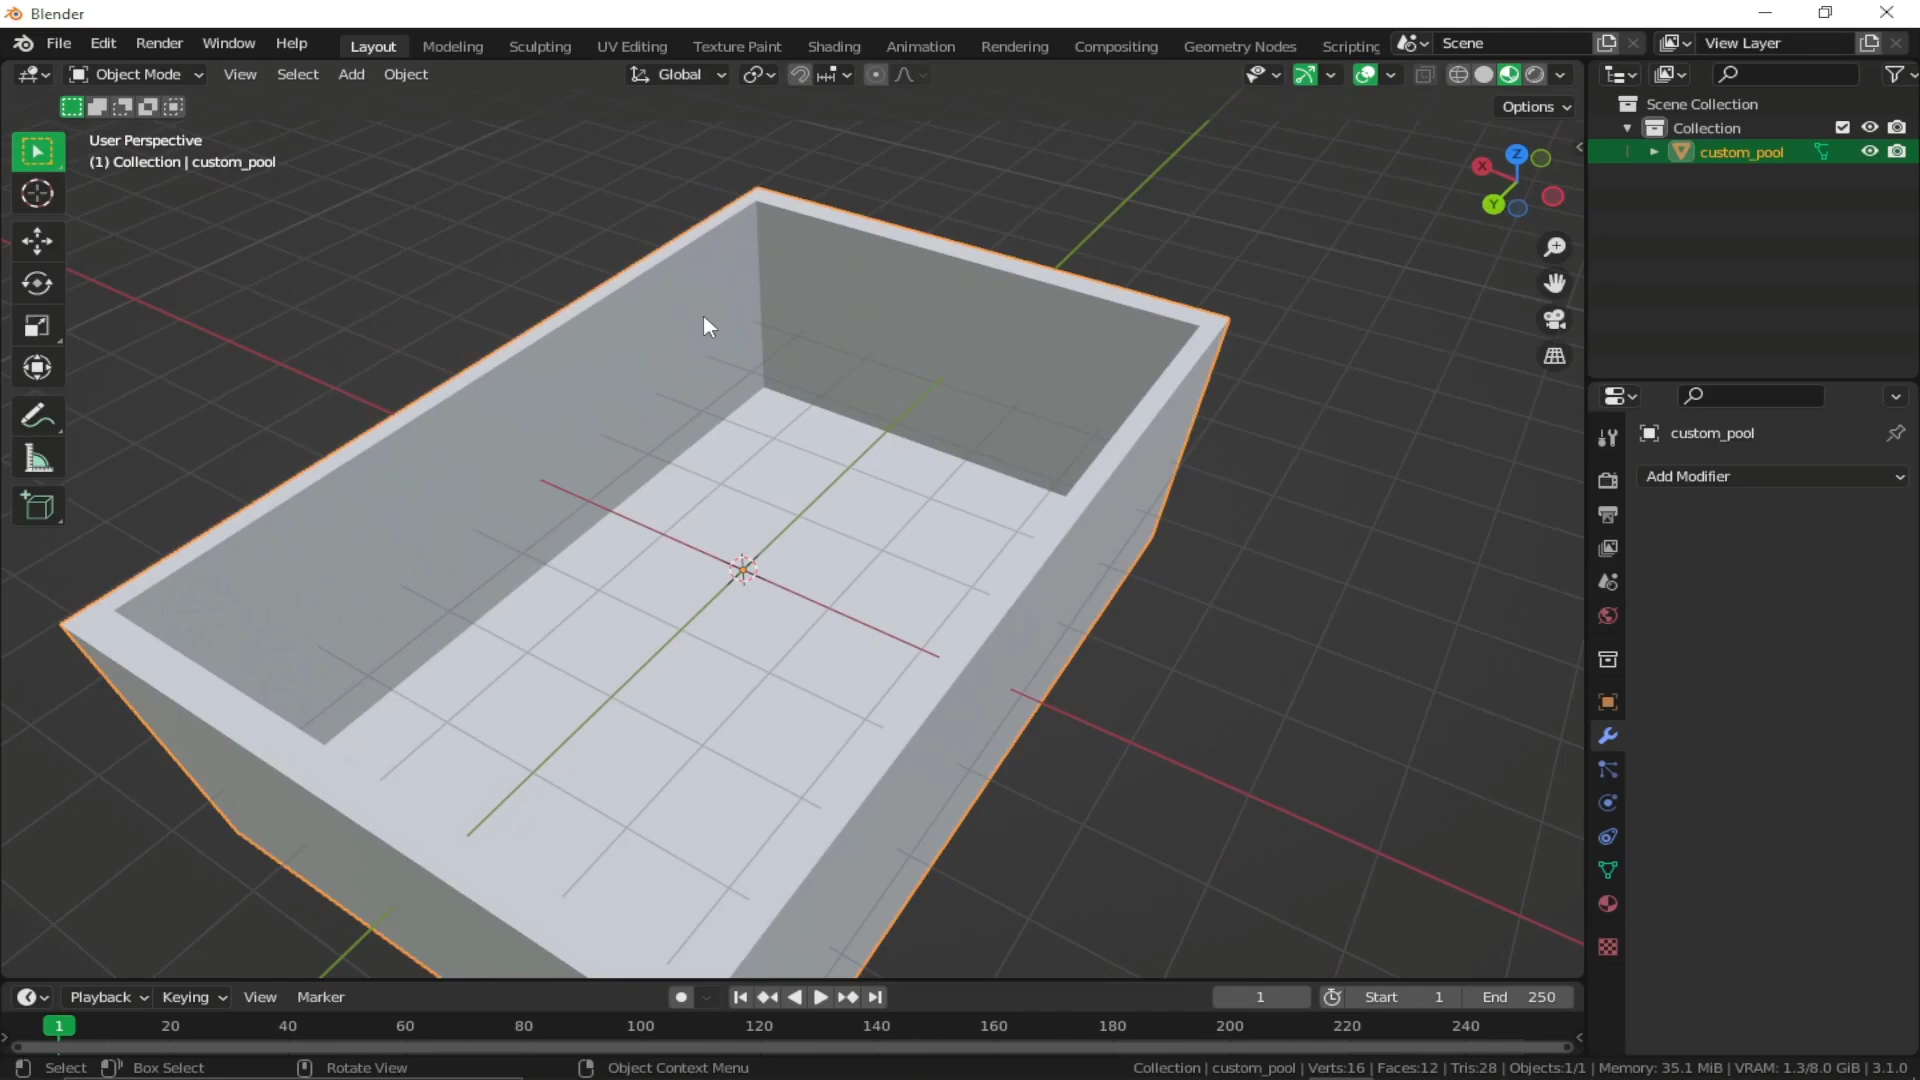 Blender
File Edit Render Window Help Layout Modeling Sculpting UV Editing Texture Paint Shading Animation Rendering Compositing Geometry Nodes Scripting Scene View Layer
Object Mode View Select Add Object Global
Options
User Perspective
(1) Collection | custom_pool
X
Y
Z
Scene Collection
Collection
custom_pool
custom_pool
Add Modifier
Playback Keying View Marker 1 Start 1 End 250
1 20 40 60 80 100 120 140 160 180 200 220 240
Select Box Select Rotate View Object Context Menu Collection | custom_pool | Verts:16 | Faces:12 | Tris:28 | Objects:1/1 | Memory: 35.1 MiB | VRAM: 1.3/8.0 GiB | 3.1.0